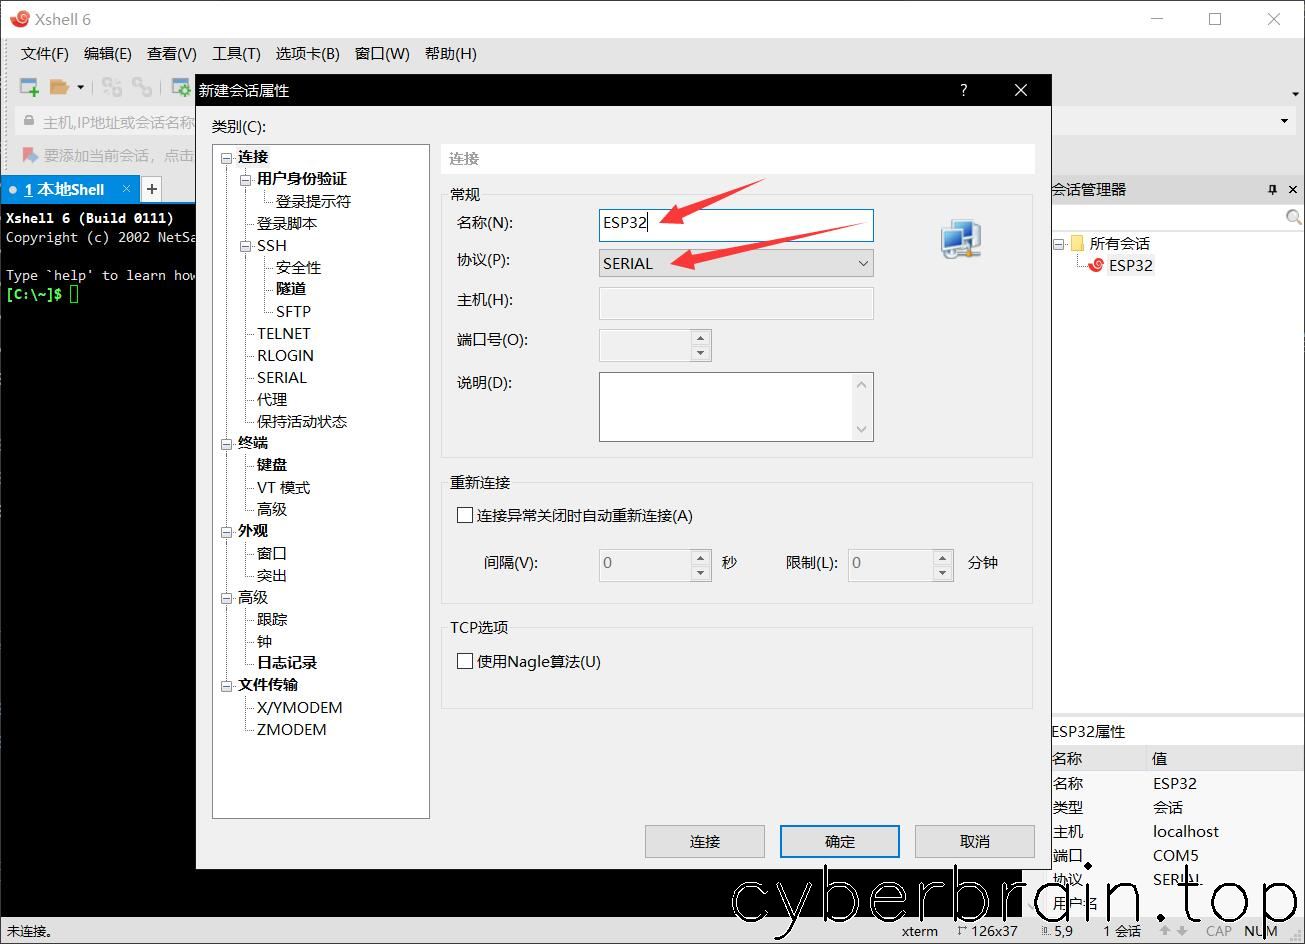 Xshell 6
文件(F) 编辑(E) 查看(V) 工具(T) 选项卡(B) 窗口(W) 帮助(H)
主机,IP地址或会话名称
要添加当前会话，点击
1 本地Shell × +
Xshell 6 (Build 0111)
Copyright (c) 2002 NetSa
Type `help' to learn how
[C:\~]$
新建会话属性 ?
类别(C):
连接
用户身份验证
登录提示符
登录脚本
SSH
安全性
隧道
SFTP
TELNET
RLOGIN
SERIAL
代理
保持活动状态
终端
键盘
VT 模式
高级
外观
窗口
突出
高级
跟踪
钟
日志记录
文件传输
X/YMODEM
ZMODEM
连接
常规
名称(N): ESP32
协议(P): SERIAL
主机(H):
端口号(O):
说明(D):
重新连接
连接异常关闭时自动重新连接(A)
间隔(V): 0 秒 限制(L): 0 分钟
TCP选项
使用Nagle算法(U)
连接 确定 取消
会话管理器
所有会话
ESP32
ESP32属性
名称 值
名称 ESP32
类型 会话
主机 localhost
端口 COM5
协议 SERIAL
用户名
cyberbrain.top
未连接。 xterm 126x37 5,9 1 会话 CAP NUM